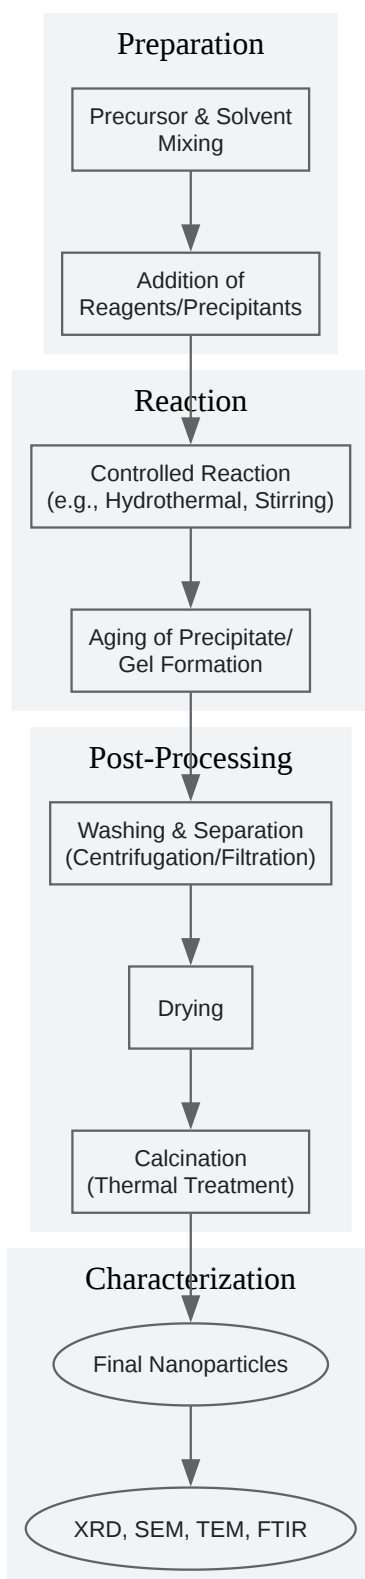 Preparation
Precursor & Solvent
Mixing
Addition of
Reagents/Precipitants
Reaction
Controlled Reaction
(e.g., Hydrothermal, Stirring)
Aging of Precipitate/
Gel Formation
Post-Processing
Washing & Separation
(Centrifugation/Filtration)
Drying
Calcination
(Thermal Treatment)
Characterization
Final Nanoparticles
XRD, SEM, TEM, FTIR